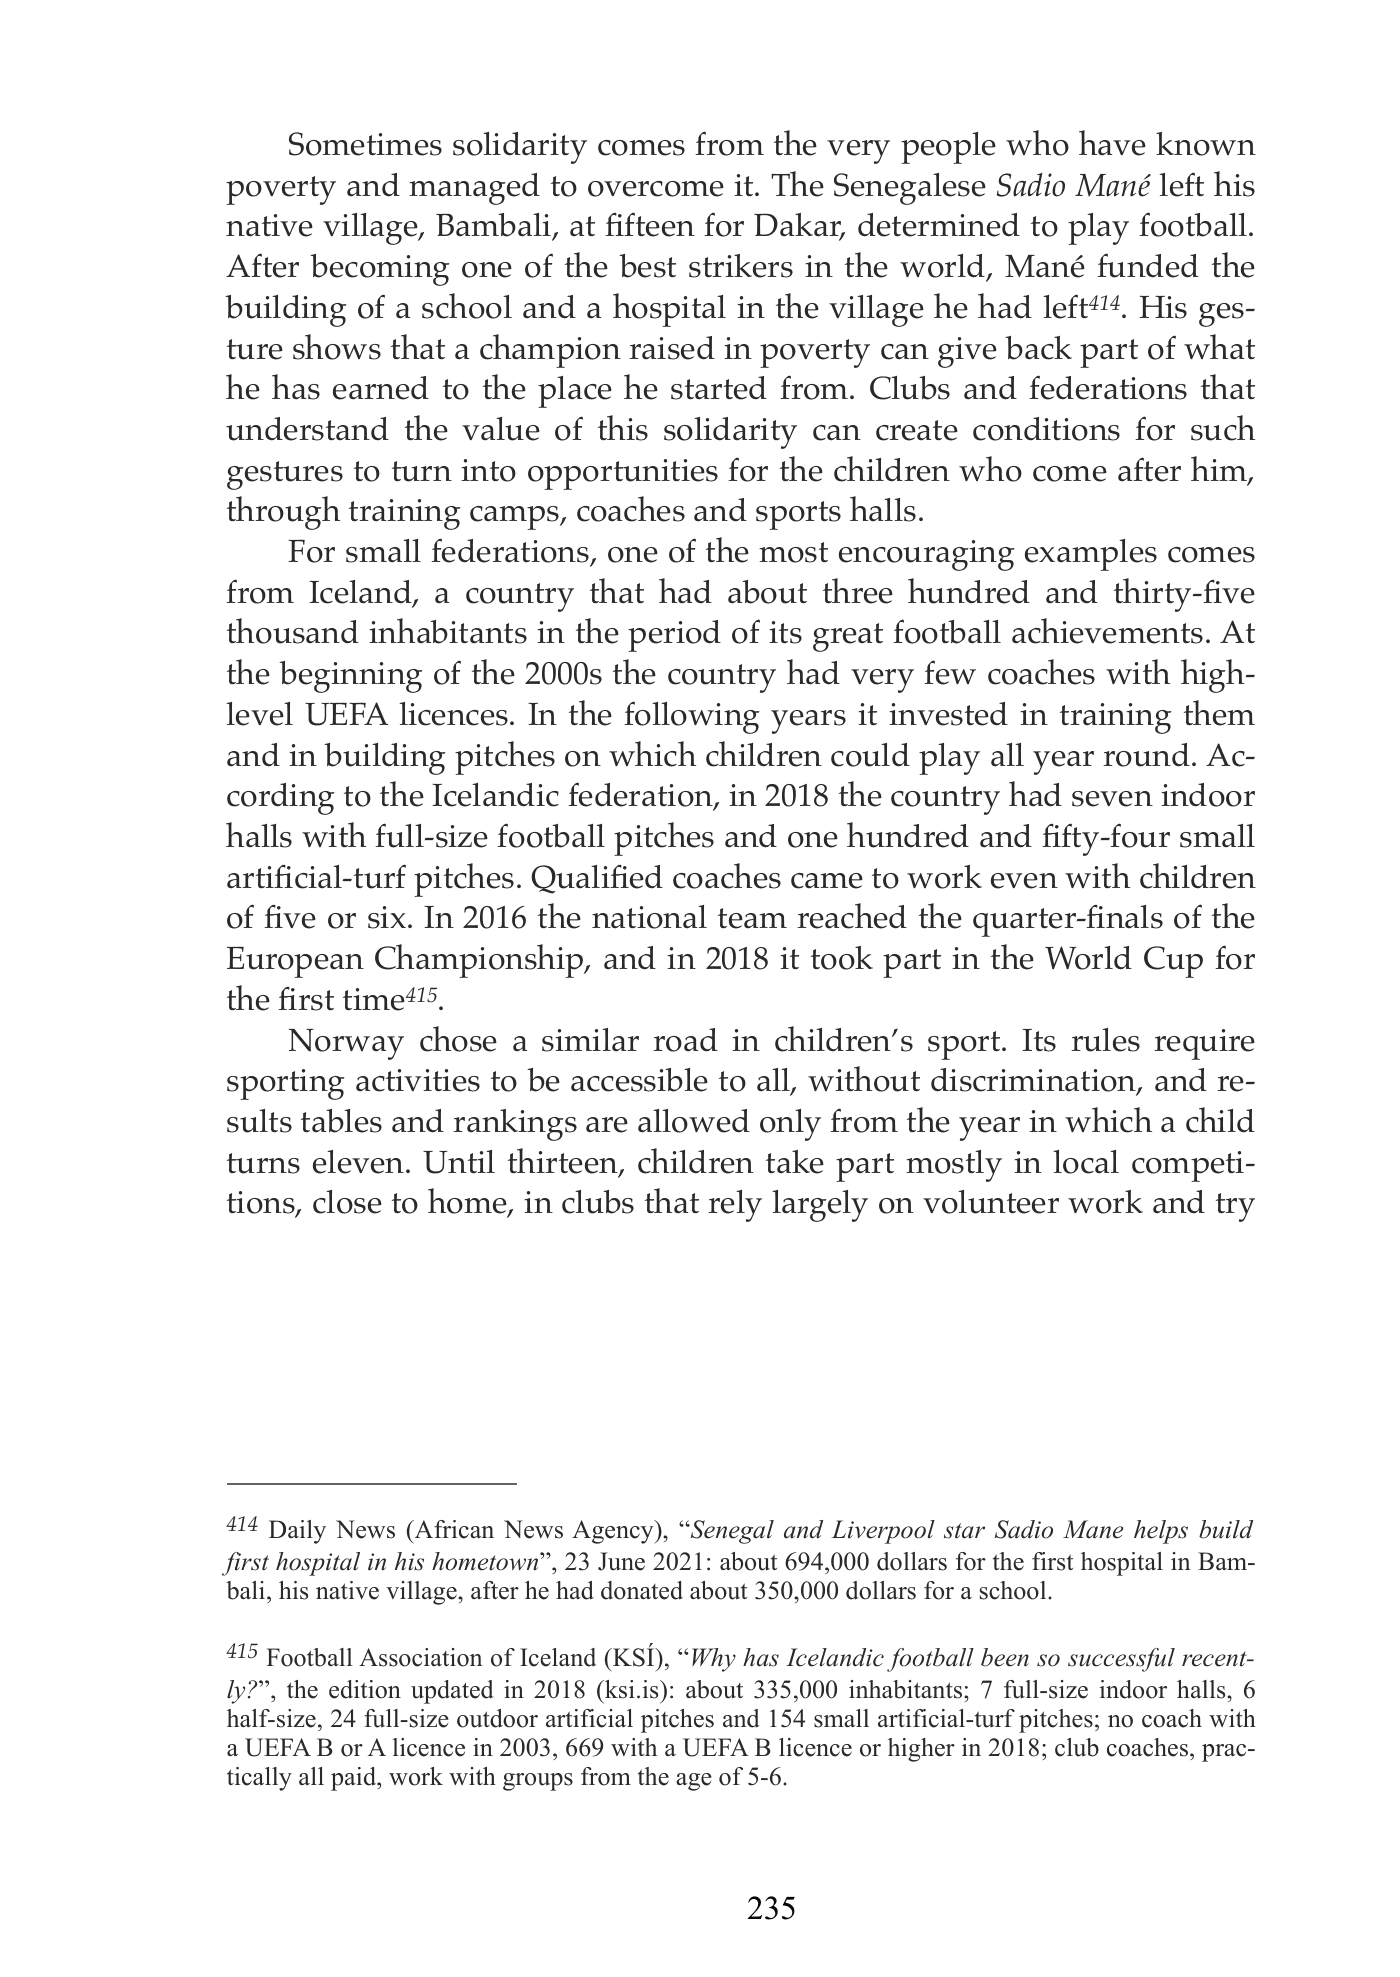 Sometimes solidarity comes from the very people who have known
poverty and managed to overcome it. The Senegalese Sadio Mané left his
native village, Bambali, at fifteen for Dakar, determined to play football.
After becoming one of the best strikers in the world, Mané funded the
building of a school and a hospital in the village he had left414. His ges-
ture shows that a champion raised in poverty can give back part of what
he has earned to the place he started from. Clubs and federations that
understand the value of this solidarity can create conditions for such
gestures to turn into opportunities for the children who come after him,
through training camps, coaches and sports halls.
For small federations, one of the most encouraging examples comes
from Iceland, a country that had about three hundred and thirty-five
thousand inhabitants in the period of its great football achievements. At
the beginning of the 2000s the country had very few coaches with high-
level UEFA licences. In the following years it invested in training them
and in building pitches on which children could play all year round. Ac-
cording to the Icelandic federation, in 2018 the country had seven indoor
halls with full-size football pitches and one hundred and fifty-four small
artificial-turf pitches. Qualified coaches came to work even with children
of five or six. In 2016 the national team reached the quarter-finals of the
European Championship, and in 2018 it took part in the World Cup for
the first time415.
Norway chose a similar road in children’s sport. Its rules require
sporting activities to be accessible to all, without discrimination, and re-
sults tables and rankings are allowed only from the year in which a child
turns eleven. Until thirteen, children take part mostly in local competi-
tions, close to home, in clubs that rely largely on volunteer work and try
414 Daily News (African News Agency), “Senegal and Liverpool star Sadio Mane helps build
first hospital in his hometown”, 23 June 2021: about 694,000 dollars for the first hospital in Bam-
bali, his native village, after he had donated about 350,000 dollars for a school.
415 Football Association of Iceland (KSÍ), “Why has Icelandic football been so successful recent-
ly?”, the edition updated in 2018 (ksi.is): about 335,000 inhabitants; 7 full-size indoor halls, 6
half-size, 24 full-size outdoor artificial pitches and 154 small artificial-turf pitches; no coach with
a UEFA B or A licence in 2003, 669 with a UEFA B licence or higher in 2018; club coaches, prac-
tically all paid, work with groups from the age of 5-6.
235